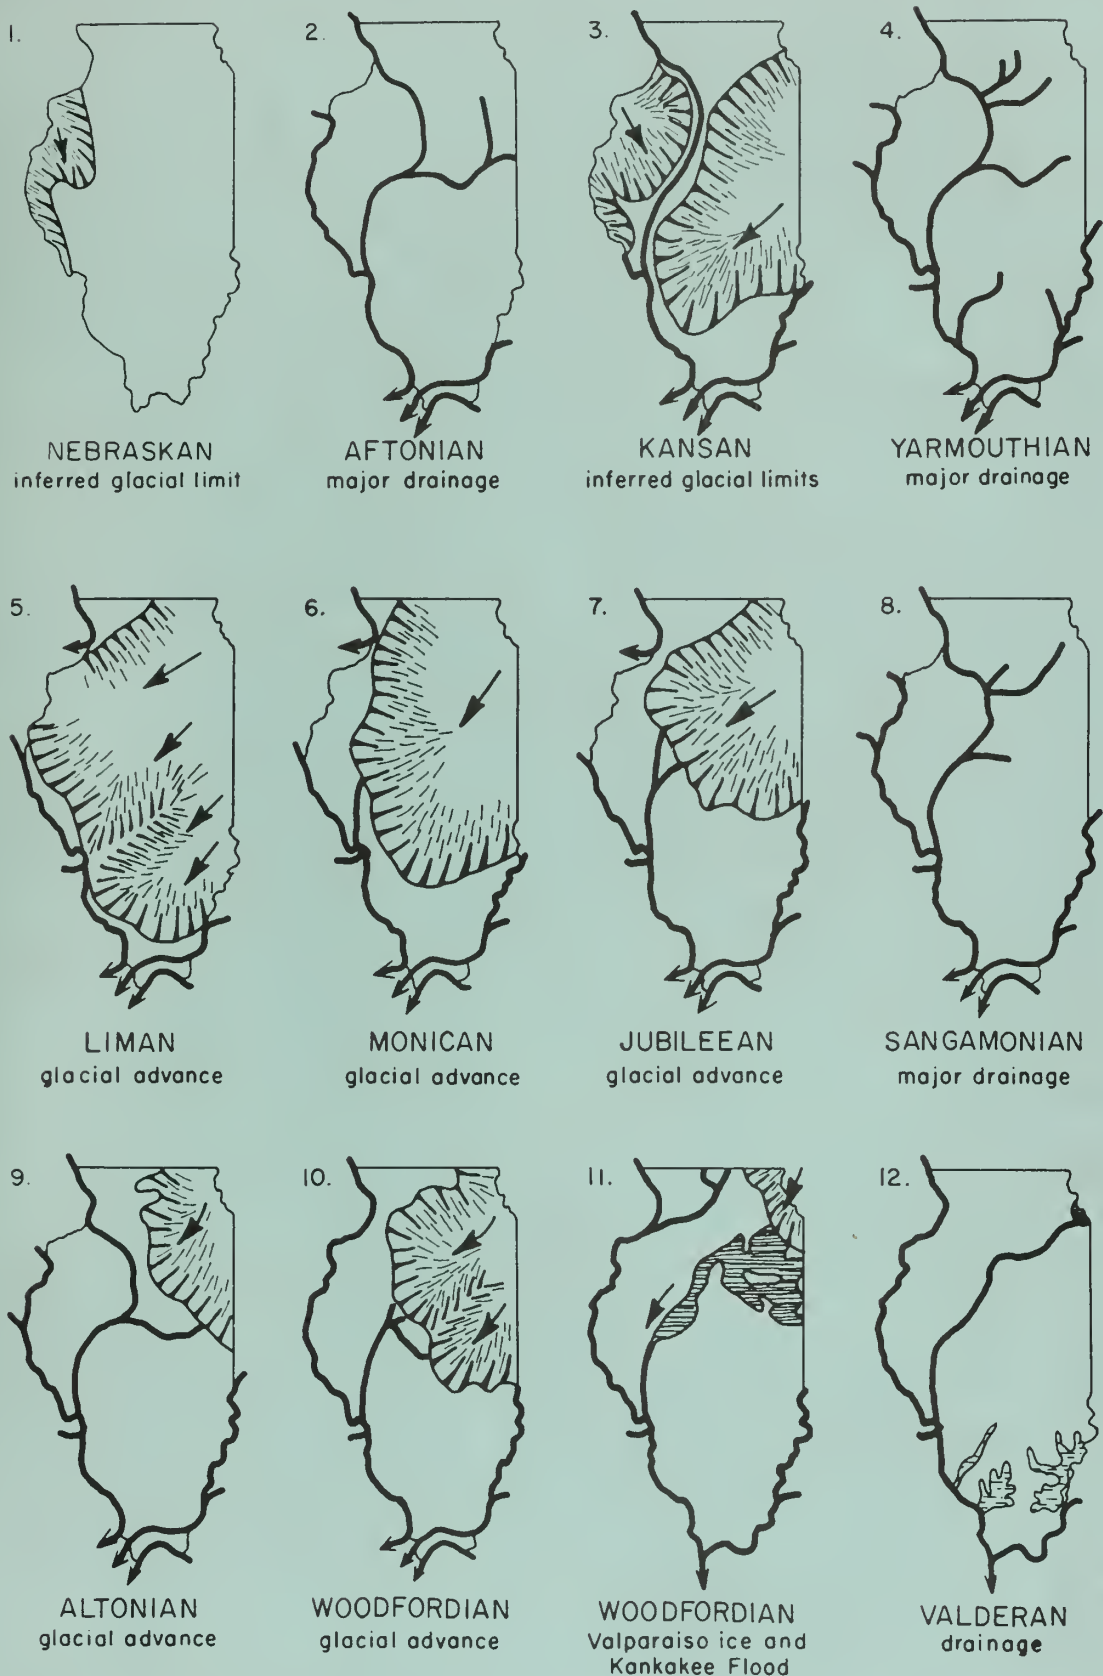 1.
2.
3.
4.
NEBRASKAN
inferred glacial limit
AFTONIAN
major drainage
KANSAN
inferred glacial limits
YARMOUTHIAN
major drainage
5.
6.
7.
8.
LIMAN
glacial advance
MONICAN
glacial advance
JUBILEEAN
glacial advance
SANGAMONIAN
major drainage
9.
10.
11.
12.
ALTONIAN
glacial advance
WOODFORDIAN
glacial advance
WOODFORDIAN
Valparaiso ice and
Kankakee Flood
VALDERAN
drainage